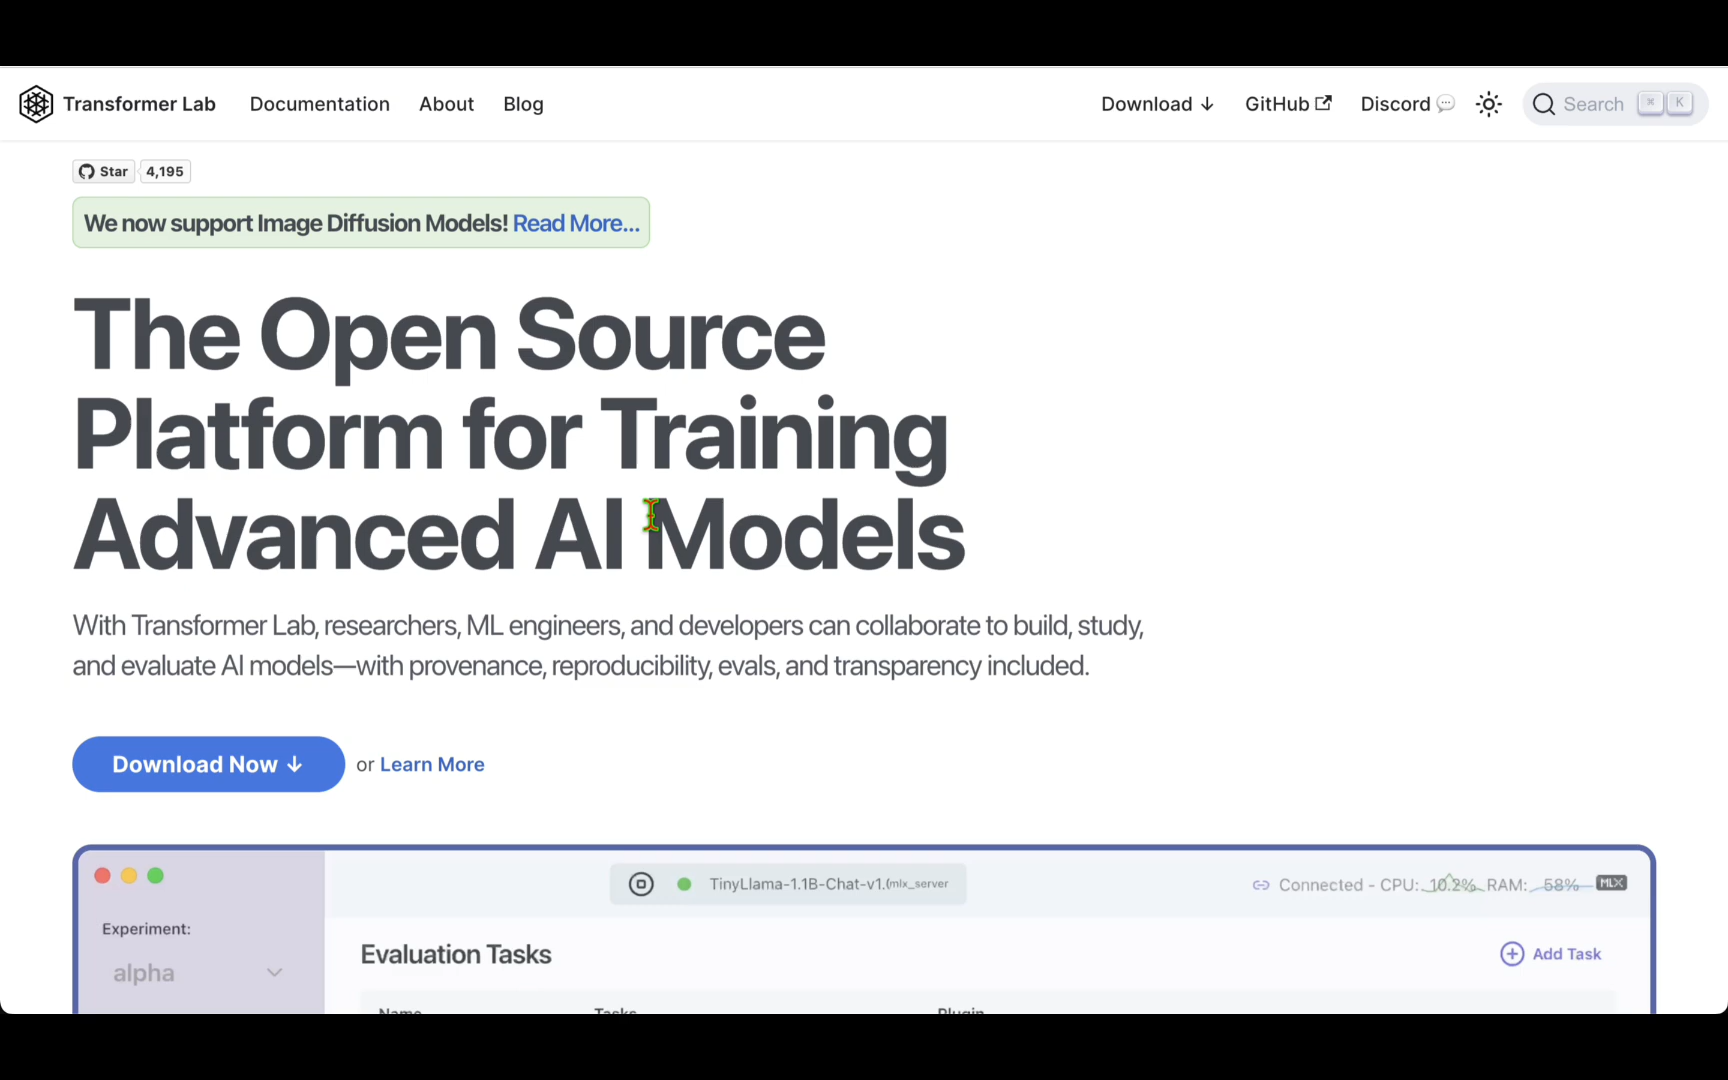 Transformer Lab Documentation About Blog Download ↓ GitHub Discord Search ⌘ K
Star 4,195
We now support Image Diffusion Models! Read More...
The Open Source
Platform for Training
Advanced AI Models
With Transformer Lab, researchers, ML engineers, and developers can collaborate to build, study,
and evaluate AI models—with provenance, reproducibility, evals, and transparency included.
Download Now ↓ or Learn More
TinyLlama-1.1B-Chat-v1.(mlx_server Connected - CPU: 10.2% RAM: 58% MLX
Experiment:
Evaluation Tasks Add Task
alpha
Name Tasks Plugin